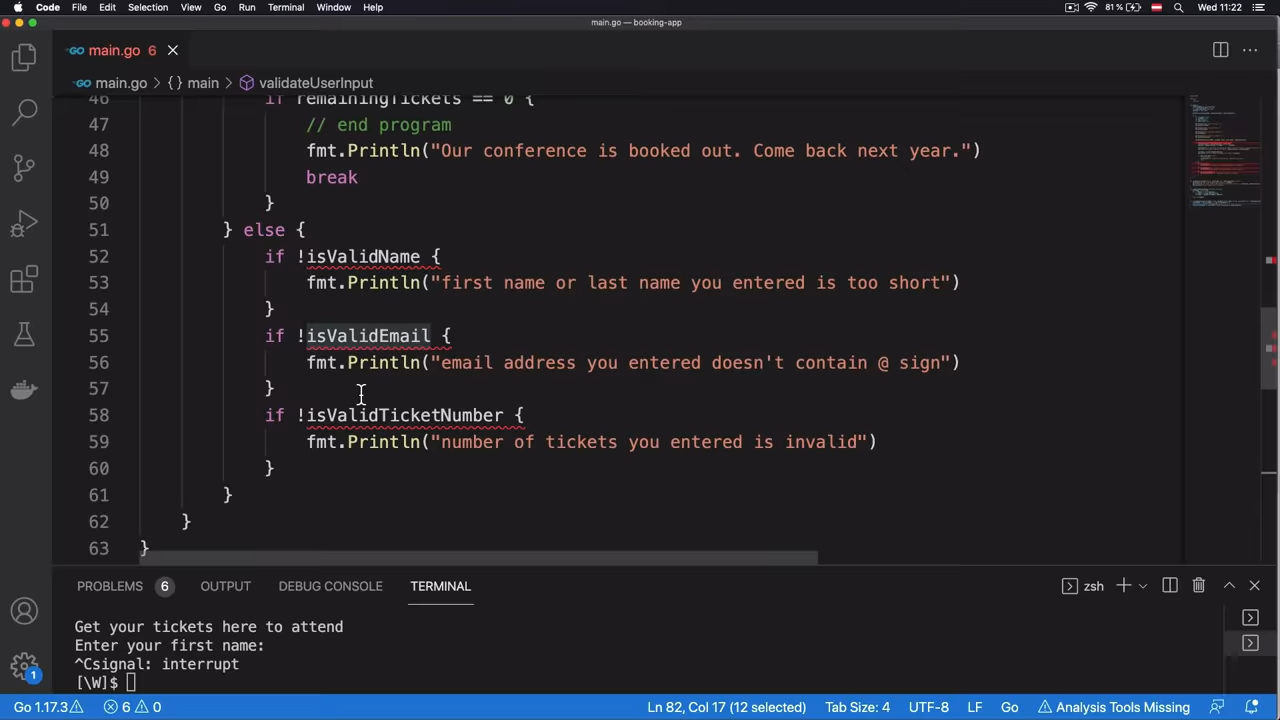 Code File Edit Selection View Go Run Terminal Window Help 81% Wed 11:22
main.go — booking-app
main.go 6
main.go > {} main > validateUserInput
46 if remainingTickets == 0 {
47 // end program
48 fmt.Println("Our conference is booked out. Come back next year.")
49 break
50 }
51 } else {
52 if !isValidName {
53 fmt.Println("first name or last name you entered is too short")
54 }
55 if !isValidEmail {
56 fmt.Println("email address you entered doesn't contain @ sign")
57 }
58 if !isValidTicketNumber {
59 fmt.Println("number of tickets you entered is invalid")
60 }
61 }
62 }
63 }
PROBLEMS 6 OUTPUT DEBUG CONSOLE TERMINAL zsh
Get your tickets here to attend
Enter your first name:
^Csignal: interrupt
[\W]$
1
Go 1.17.3 6 0 Ln 82, Col 17 (12 selected) Tab Size: 4 UTF-8 LF Go Analysis Tools Missing